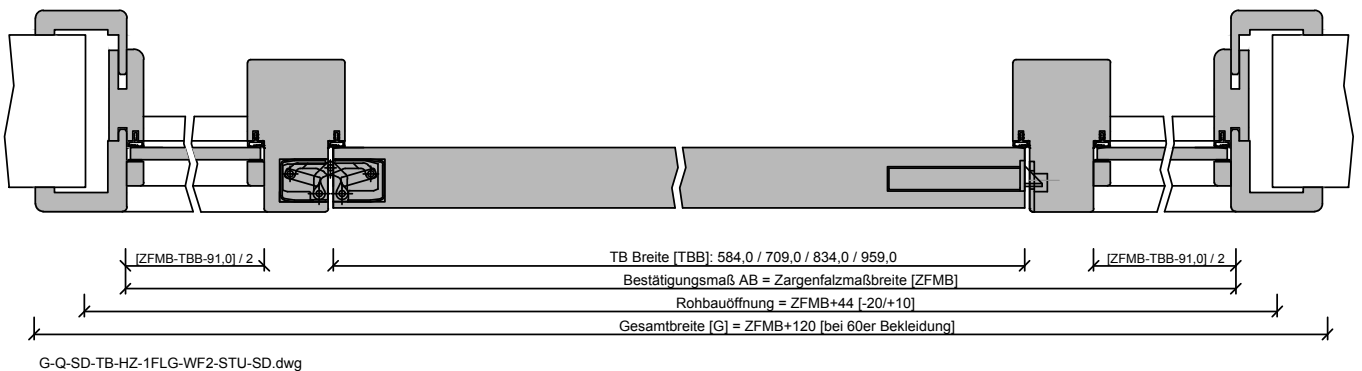 [ZFMB-TBB-91,0] / 2
TB Breite [TBB]: 584,0 / 709,0 / 834,0 / 959,0
[ZFMB-TBB-91,0] / 2
Bestätigungsmaß AB = Zargenfalzmaßbreite [ZFMB]
Rohbauöffnung = ZFMB+44 [-20/+10]
Gesamtbreite [G] = ZFMB+120 [bei 60er Bekleidung]
G-Q-SD-TB-HZ-1FLG-WF2-STU-SD.dwg